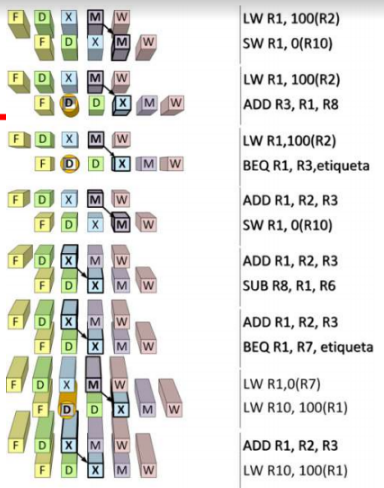 F D X M W LW R1, 100(R2)
F D X M W SW R1, 0(R10)
F D X M W LW R1, 100(R2)
F D D X M W ADD R3, R1, R8
F D X M W LW R1,100(R2)
F D D X M W BEQ R1, R3,etiqueta
F D X M W ADD R1, R2, R3
F D X M W SW R1, 0(R10)
F D X M W ADD R1, R2, R3
F D X M W SUB R8, R1, R6
F D X M W ADD R1, R2, R3
F D X M W BEQ R1, R7, etiqueta
F D X M W LW R1,0(R7)
F D D X M W LW R10, 100(R1)
F D X M W ADD R1, R2, R3
F D X M W LW R10, 100(R1)